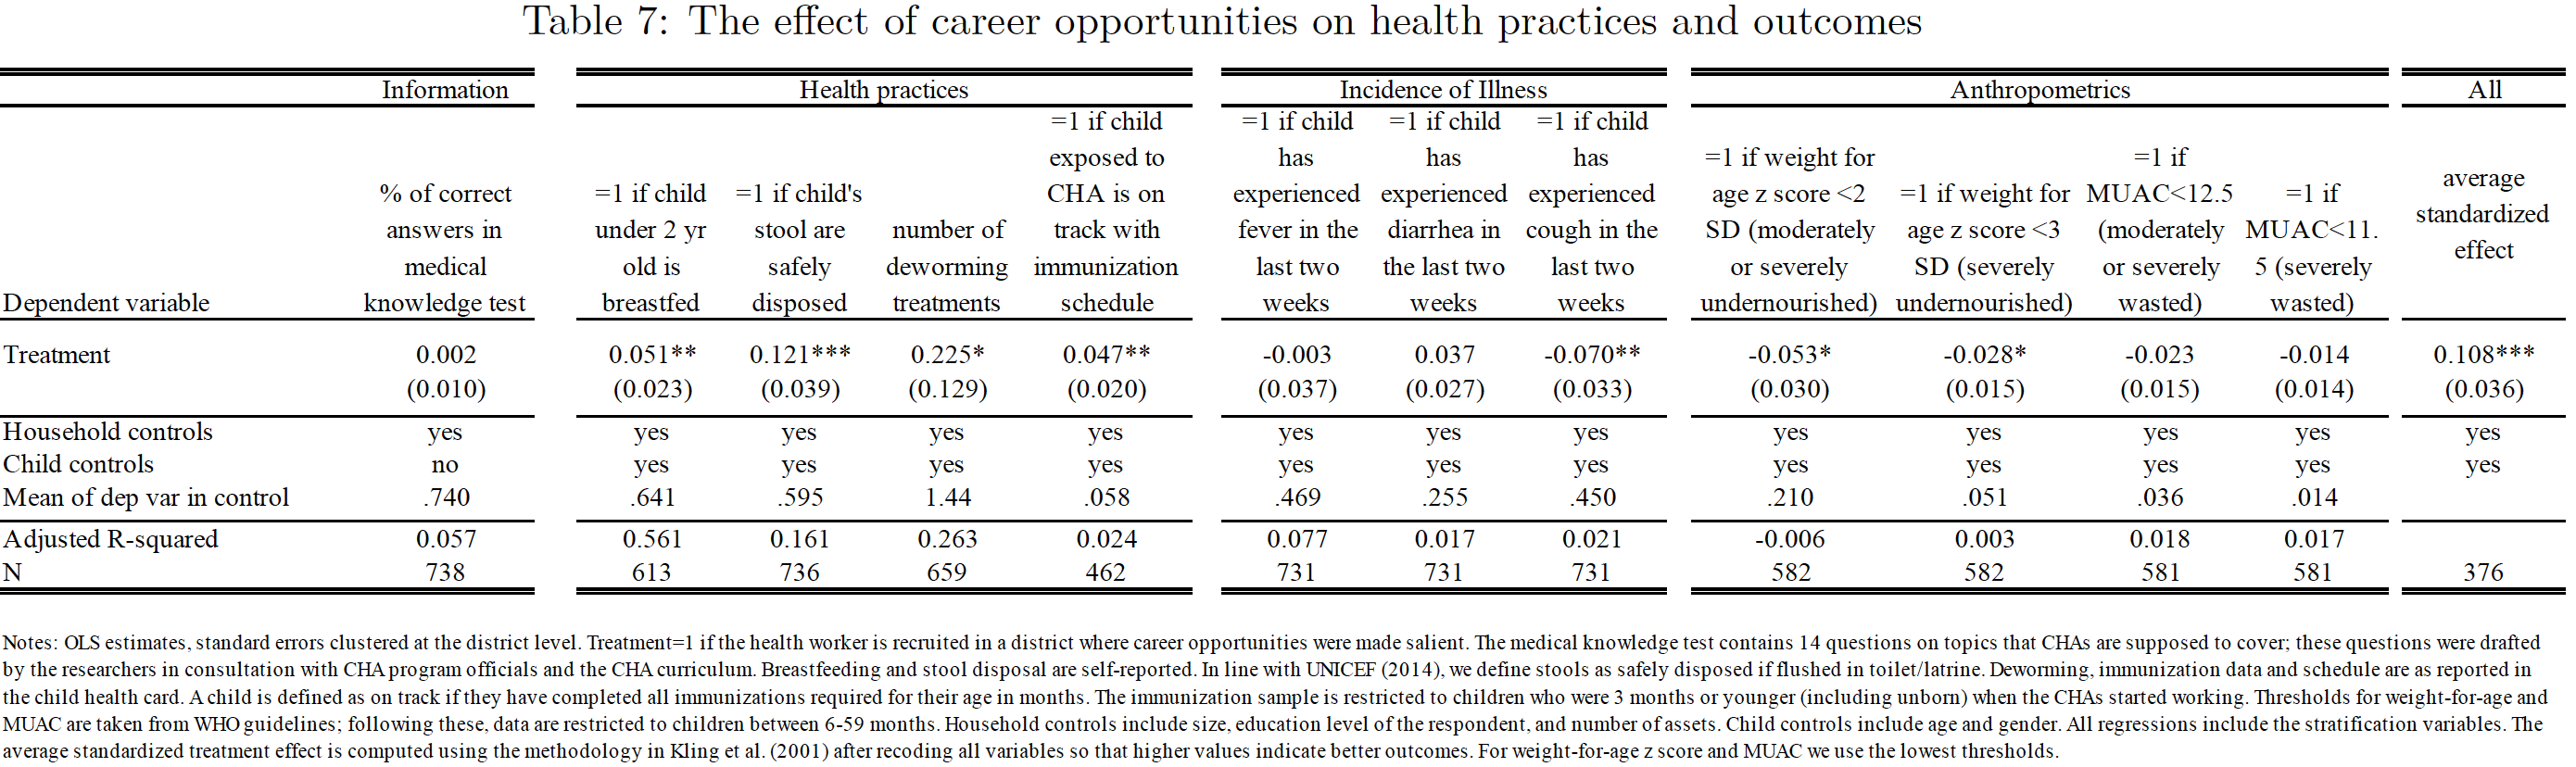 Table 7: The effect of career opportunities on health practices and outcomes
Information Health practices Incidence of Illness Anthropometrics All
Dependent variable
% of correct
answers in
medical
knowledge test
=1 if child
under 2 yr
old is
breastfed
=1 if child's
stool are
safely
disposed
number of
deworming
treatments
=1 if child
exposed to
CHA is on
track with
immunization
schedule
=1 if child
has
experienced
fever in the
last two
weeks
=1 if child
has
experienced
diarrhea in
the last two
weeks
=1 if child
has
experienced
cough in the
last two
weeks
=1 if weight for
age z score <2
SD (moderately
or severely
undernourished)
=1 if weight for
age z score <3
SD (severely
undernourished)
=1 if
MUAC<12.5
(moderately
or severely
wasted)
=1 if
MUAC<11.
5 (severely
wasted)
average
standardized
effect
Treatment 0.002 0.051** 0.121*** 0.225* 0.047** -0.003 0.037 -0.070** -0.053* -0.028* -0.023 -0.014 0.108***
(0.010) (0.023) (0.039) (0.129) (0.020) (0.037) (0.027) (0.033) (0.030) (0.015) (0.015) (0.014) (0.036)
Household controls yes yes yes yes yes yes yes yes yes yes yes yes yes
Child controls no yes yes yes yes yes yes yes yes yes yes yes yes
Mean of dep var in control .740 .641 .595 1.44 .058 .469 .255 .450 .210 .051 .036 .014
Adjusted R-squared 0.057 0.561 0.161 0.263 0.024 0.077 0.017 0.021 -0.006 0.003 0.018 0.017
N 738 613 736 659 462 731 731 731 582 582 581 581 376
Notes: OLS estimates, standard errors clustered at the district level. Treatment=1 if the health worker is recruited in a district where career opportunities were made salient. The medical knowledge test contains 14 questions on topics that CHAs are supposed to cover; these questions were drafted
by the researchers in consultation with CHA program officials and the CHA curriculum. Breastfeeding and stool disposal are self-reported. In line with UNICEF (2014), we define stools as safely disposed if flushed in toilet/latrine. Deworming, immunization data and schedule are as reported in
the child health card. A child is defined as on track if they have completed all immunizations required for their age in months. The immunization sample is restricted to children who were 3 months or younger (including unborn) when the CHAs started working. Thresholds for weight-for-age and
MUAC are taken from WHO guidelines; following these, data are restricted to children between 6-59 months. Household controls include size, education level of the respondent, and number of assets. Child controls include age and gender. All regressions include the stratification variables. The
average standardized treatment effect is computed using the methodology in Kling et al. (2001) after recoding all variables so that higher values indicate better outcomes. For weight-for-age z score and MUAC we use the lowest thresholds.